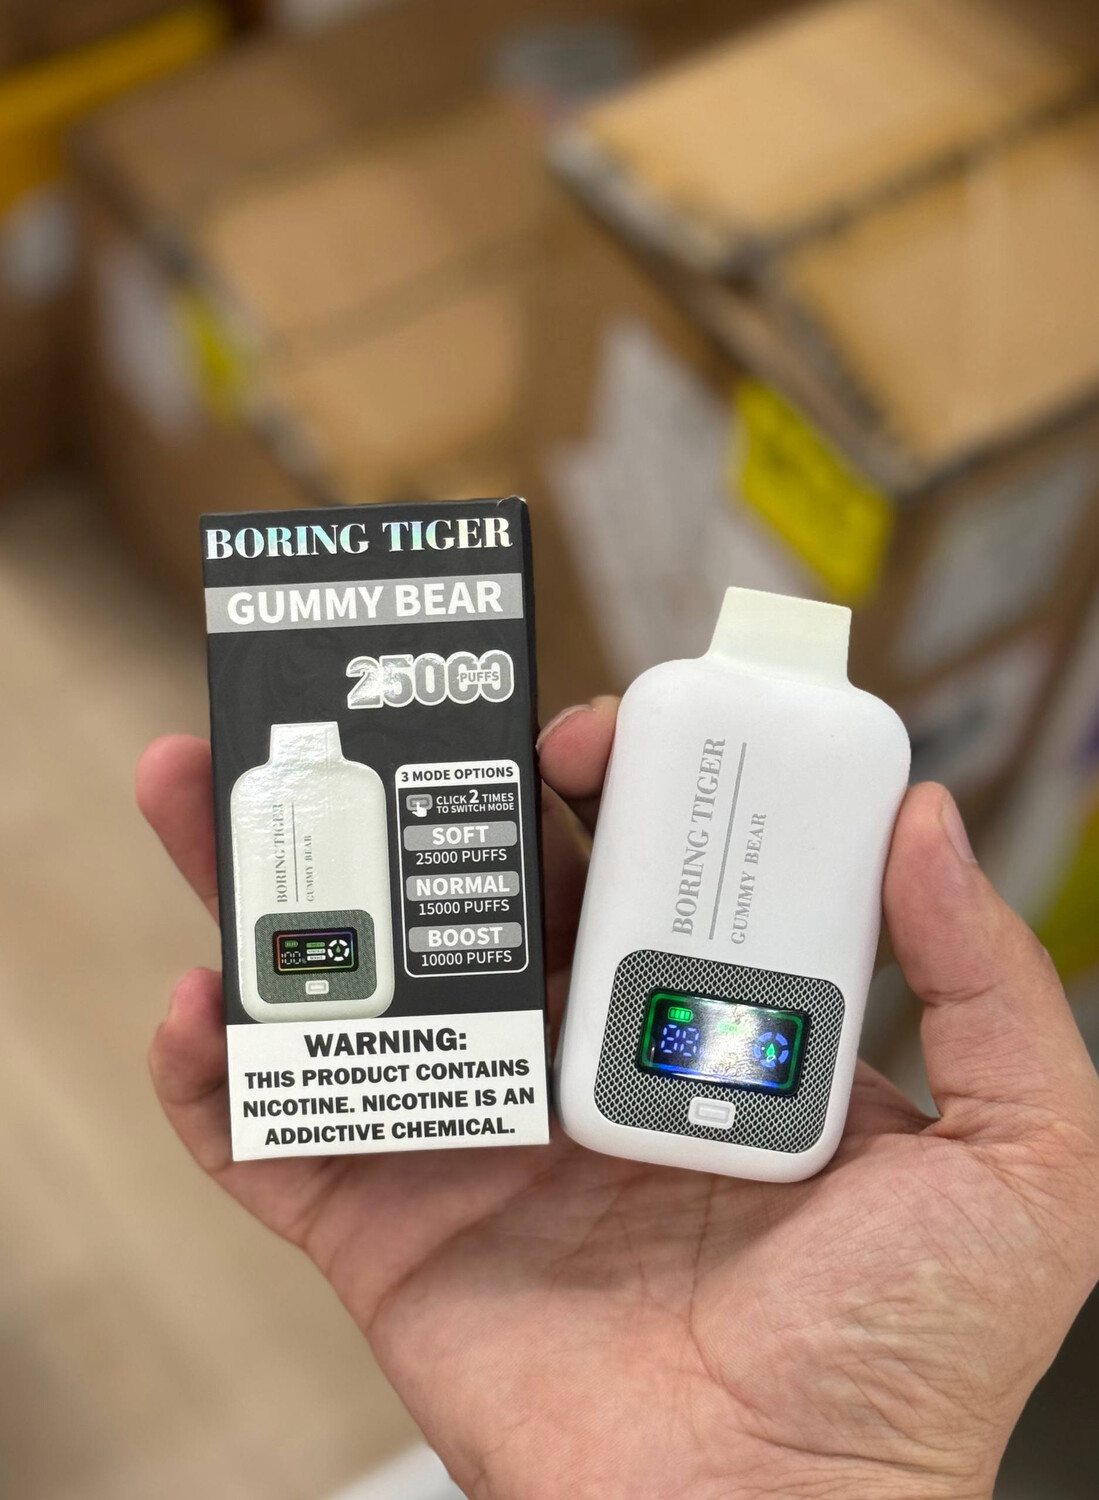 BORING TIGER
GUMMY BEAR
25000
PUFFS
3 MODE OPTIONS
CLICK 2 TIMES
TO SWITCH MODE
SOFT
25000 PUFFS
NORMAL
15000 PUFFS
BOOST
10000 PUFFS
BORING TIGER
GUMMY BEAR
100%
WARNING:
THIS PRODUCT CONTAINS
NICOTINE. NICOTINE IS AN
ADDICTIVE CHEMICAL.
BORING TIGER
GUMMY BEAR